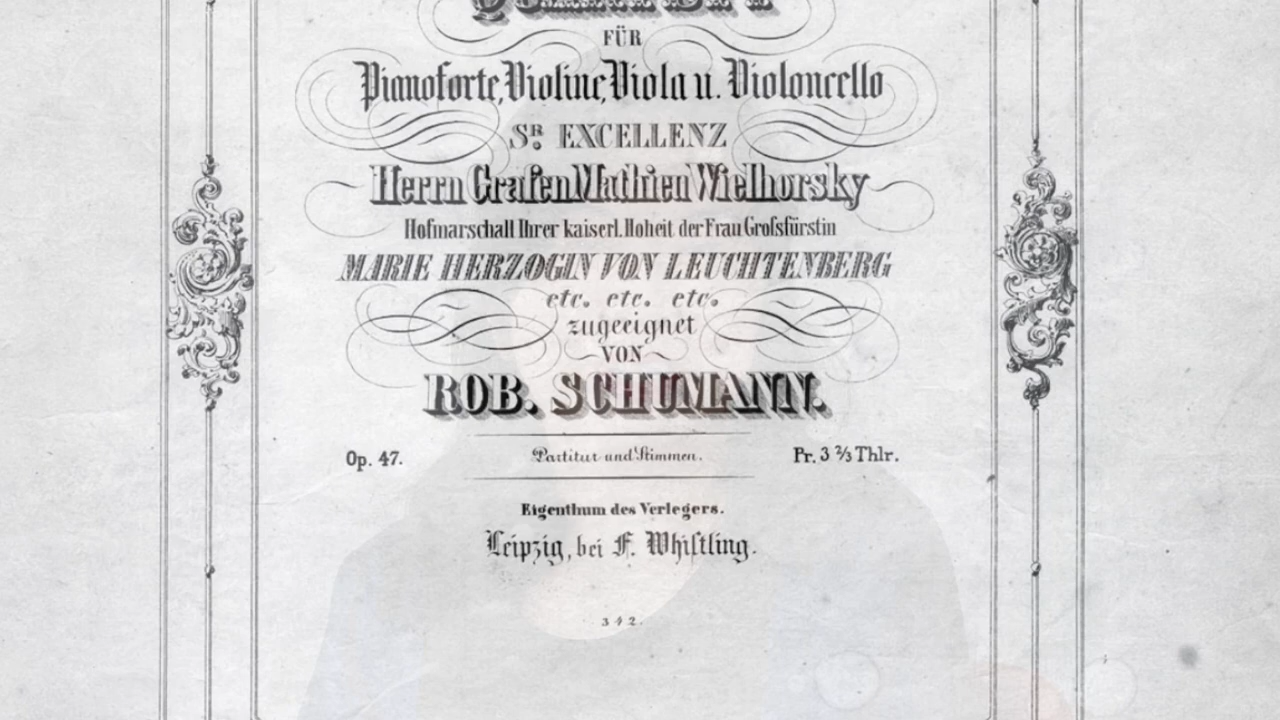 FÜR
Pianoforte, Violine, Viola u. Violoncello
SR. EXCELLENZ
Herrn Grafen Mathieu Wielhorsky
Hofmarschall Ihrer kaiserl. Hoheit der Frau Großfürstin
MARIE HERZOGIN VON LEUCHTENBERG
etc. etc. etc.
zugeeignet
VON
ROB. SCHUMANN.
Op. 47. Partitur und Stimmen. Pr. 3 2/3 Thlr.
Eigenthum des Verlegers.
Leipzig, bei F. Whistling.
342.